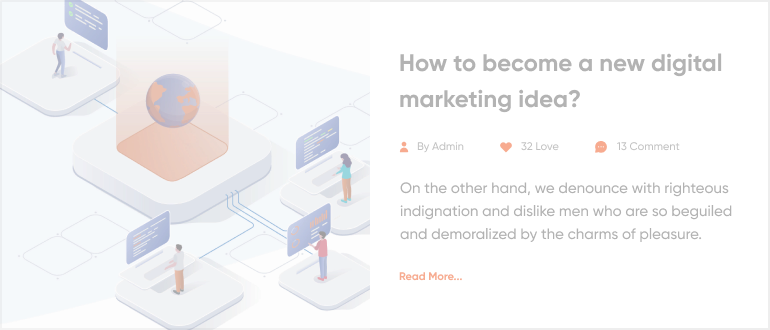 How to become a new digital
marketing idea?
By Admin
32 Love
13 Comment
On the other hand, we denounce with righteous
indignation and dislike men who are so beguiled
and demoralized by the charms of pleasure.
Read More...